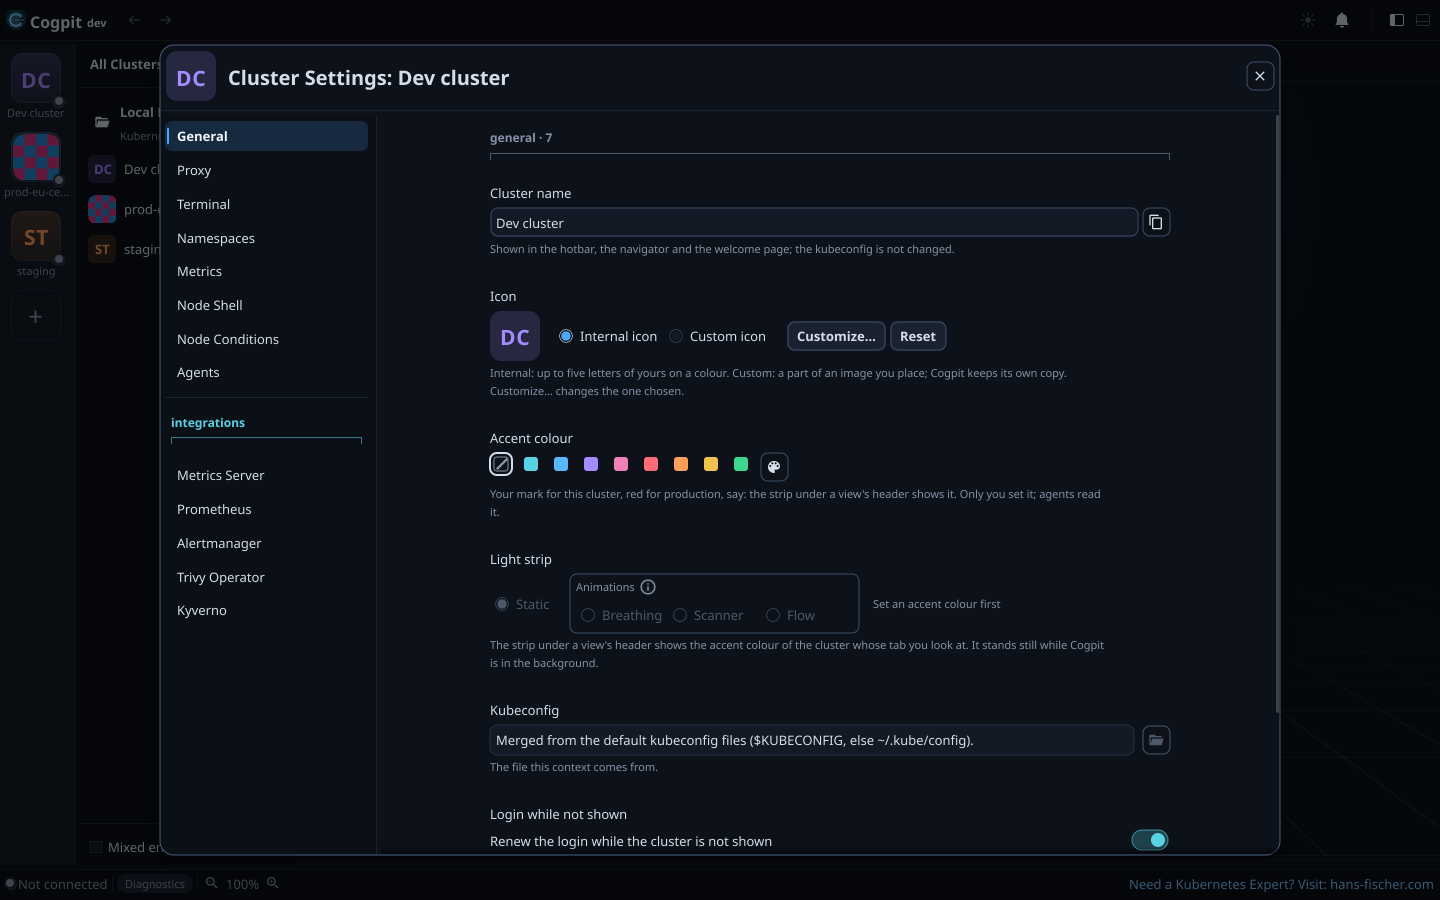 Cogpit dev
DC
Dev cluster
prod-eu-ce...
ST
staging
All Clusters
Local
Kuberne
DC Dev cl
prod-e
ST stagin
Mixed en
DC Cluster Settings: Dev cluster
General
Proxy
Terminal
Namespaces
Metrics
Node Shell
Node Conditions
Agents
integrations
Metrics Server
Prometheus
Alertmanager
Trivy Operator
Kyverno
general · 7
Cluster name
Dev cluster
Shown in the hotbar, the navigator and the welcome page; the kubeconfig is not changed.
Icon
DC Internal icon Custom icon Customize... Reset
Internal: up to five letters of yours on a colour. Custom: a part of an image you place; Cogpit keeps its own copy.
Customize... changes the one chosen.
Accent colour
Your mark for this cluster, red for production, say: the strip under a view's header shows it. Only you set it; agents read
it.
Light strip
Animations
Static Breathing Scanner Flow Set an accent colour first
The strip under a view's header shows the accent colour of the cluster whose tab you look at. It stands still while Cogpit
is in the background.
Kubeconfig
Merged from the default kubeconfig files ($KUBECONFIG, else ~/.kube/config).
The file this context comes from.
Login while not shown
Renew the login while the cluster is not shown
Not connected Diagnostics 100% Need a Kubernetes Expert? Visit: hans-fischer.com